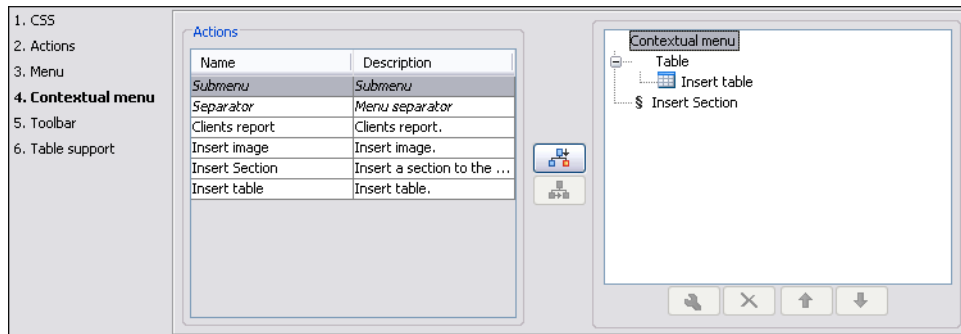 1. CSS
2. Actions
3. Menu
4. Contextual menu
5. Toolbar
6. Table support
Actions
Name Description
Submenu Submenu
Separator Menu separator
Clients report Clients report.
Insert image Insert image.
Insert Section Insert a section to the ...
Insert table Insert table.
Contextual menu
Table
Insert table
§ Insert Section